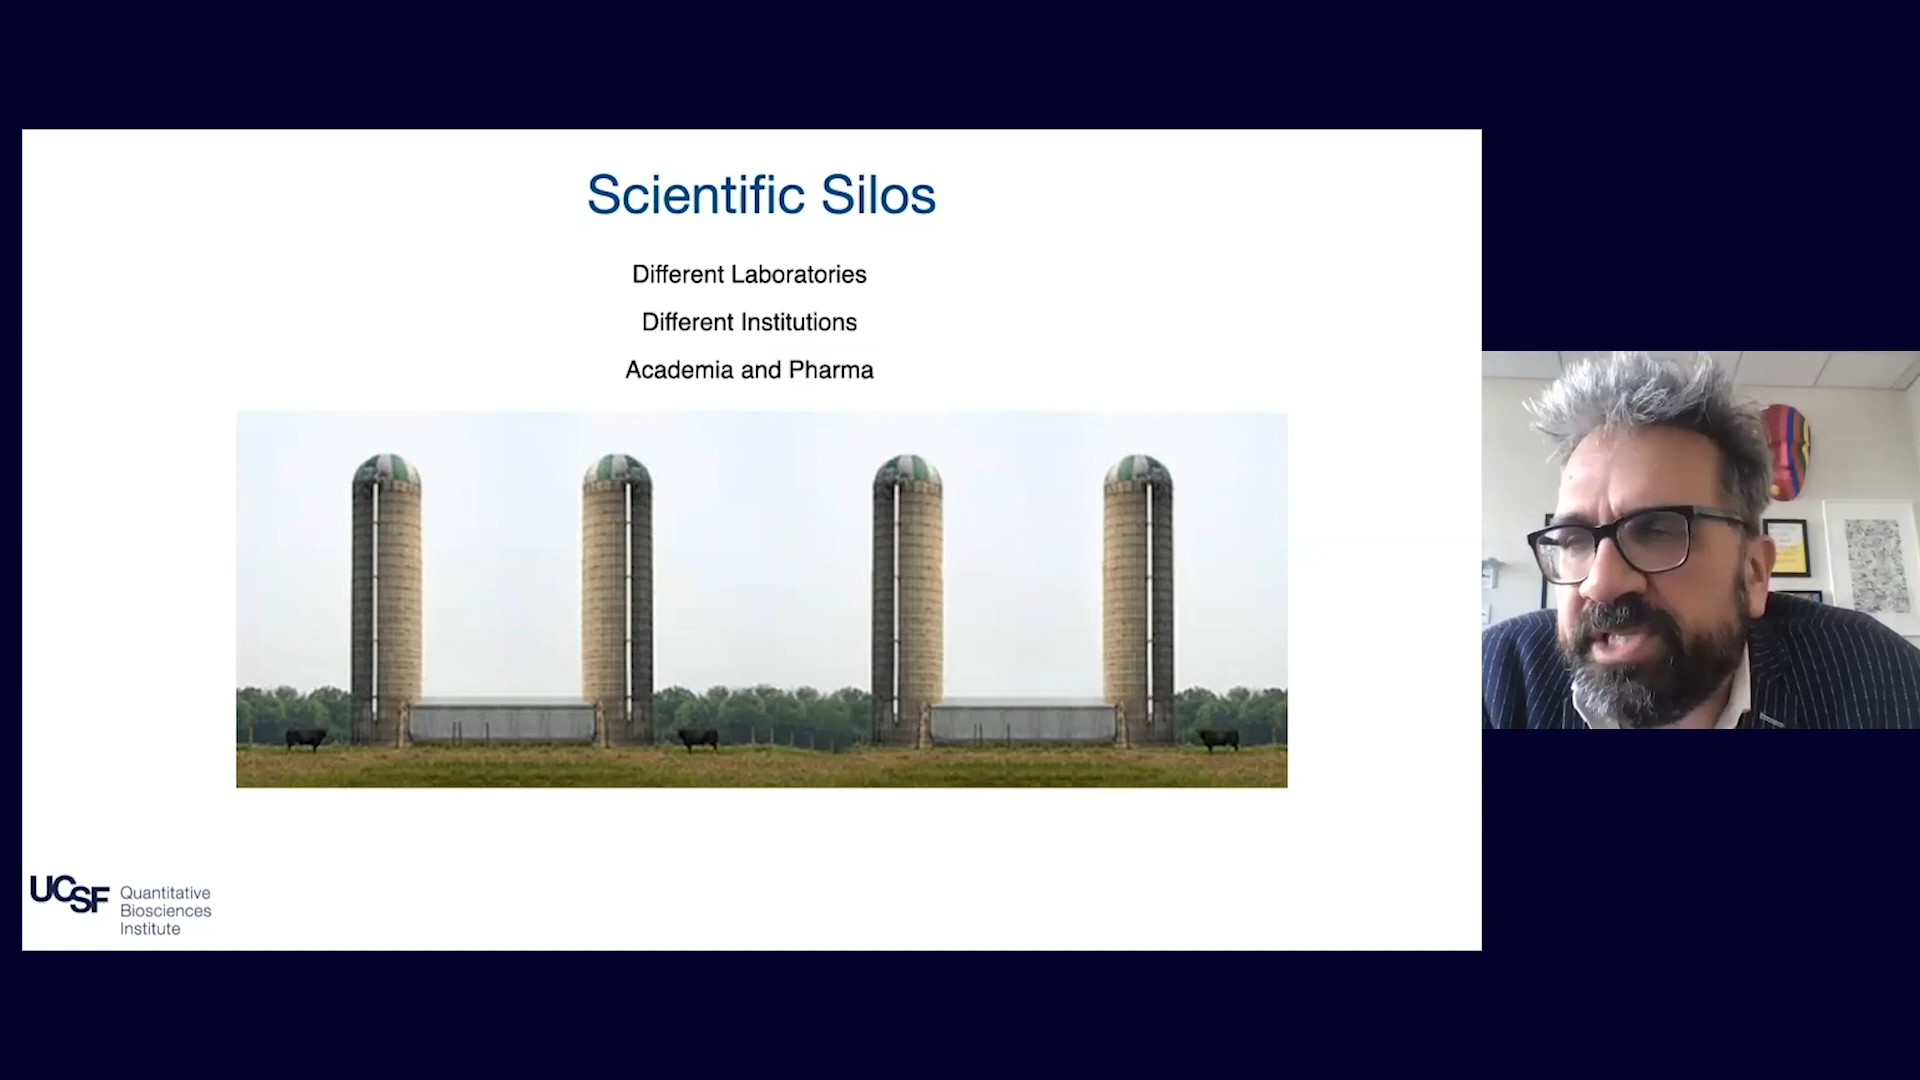 Scientific Silos
Different Laboratories
Different Institutions
Academia and Pharma
UCSF
Quantitative
Biosciences
Institute